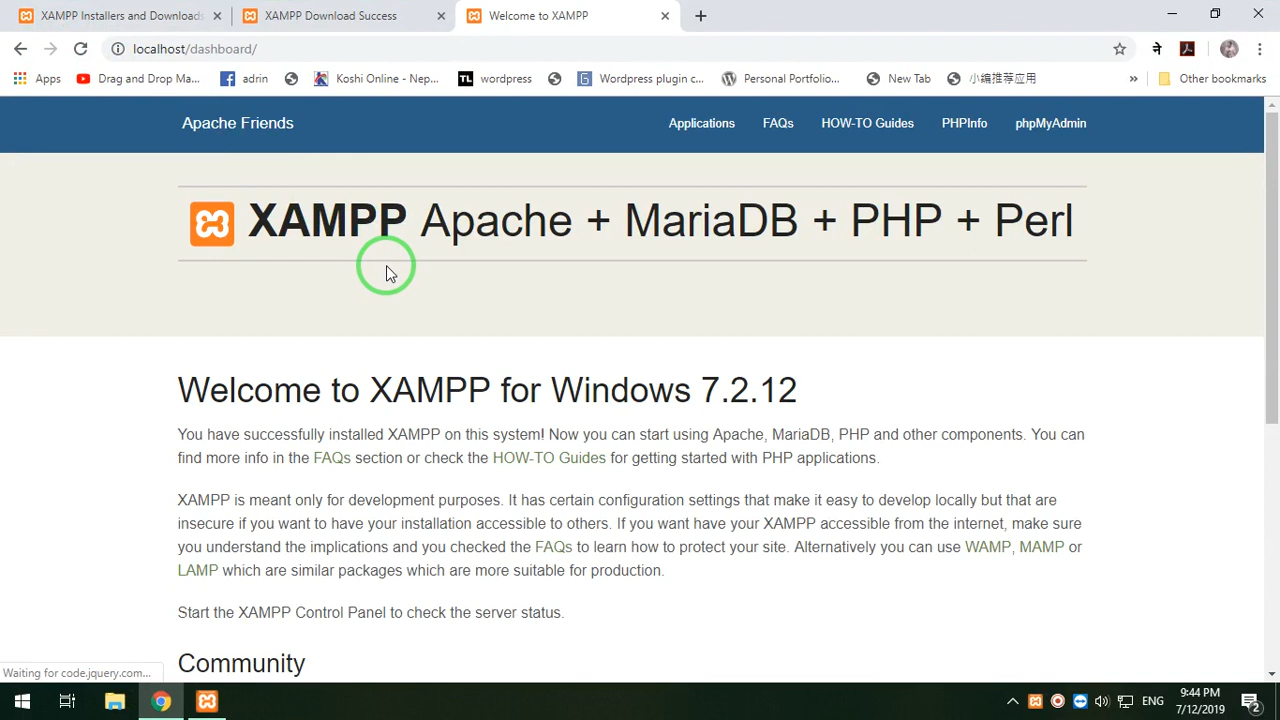 XAMPP Installers and Downloads
XAMPP Download Success
Welcome to XAMPP
localhost/dashboard/
Apps
Drag and Drop Ma...
adrin
Koshi Online - Nep...
TL wordpress
Wordpress plugin c...
Personal Portfolio...
New Tab
小編推荐应用
»
Other bookmarks
Apache Friends
Applications
FAQs
HOW-TO Guides
PHPInfo
phpMyAdmin
XAMPP Apache + MariaDB + PHP + Perl
Welcome to XAMPP for Windows 7.2.12
You have successfully installed XAMPP on this system! Now you can start using Apache, MariaDB, PHP and other components. You can
find more info in the FAQs section or check the HOW-TO Guides for getting started with PHP applications.
XAMPP is meant only for development purposes. It has certain configuration settings that make it easy to develop locally but that are
insecure if you want to have your installation accessible to others. If you want have your XAMPP accessible from the internet, make sure
you understand the implications and you checked the FAQs to learn how to protect your site. Alternatively you can use WAMP, MAMP or
LAMP which are similar packages which are more suitable for production.
Start the XAMPP Control Panel to check the server status.
Community
Waiting for code.jquery.com...
ENG
9:44 PM
7/12/2019
2